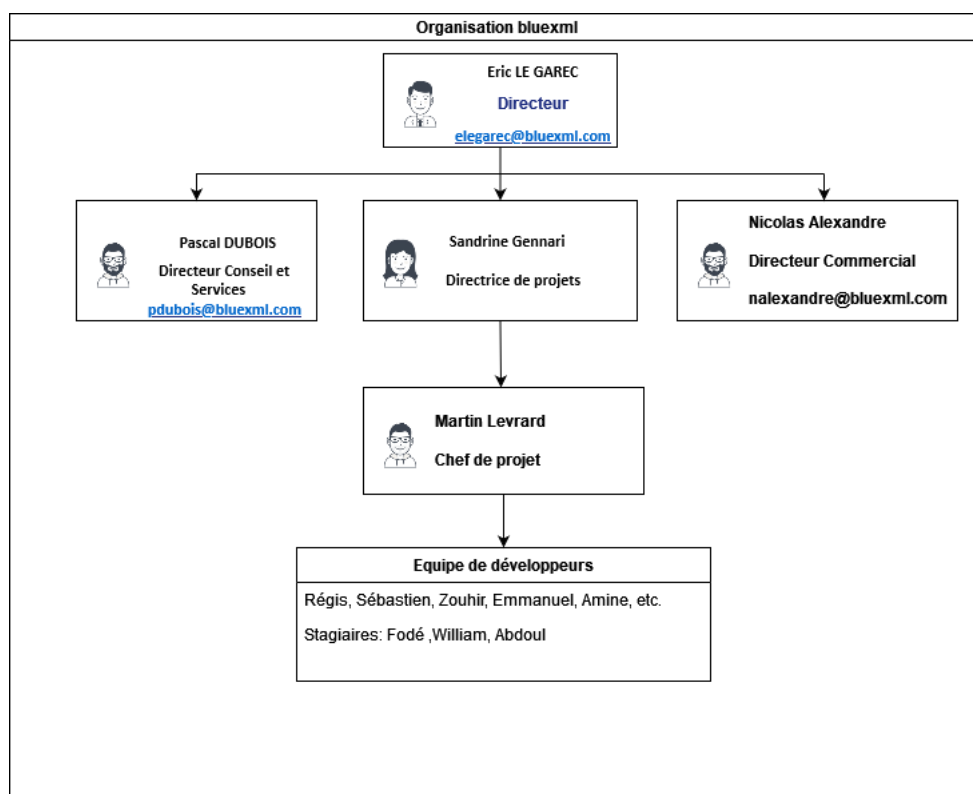 Organisation bluexml
Eric LE GAREC
Directeur
elegarec@bluexml.com
Pascal DUBOIS
Directeur Conseil et
Services
pdubois@bluexml.com
Sandrine Gennari
Directrice de projets
Nicolas Alexandre
Directeur Commercial
nalexandre@bluexml.com
Martin Levrard
Chef de projet
Equipe de développeurs
Régis, Sébastien, Zouhir, Emmanuel, Amine, etc.
Stagiaires: Fodé ,William, Abdoul